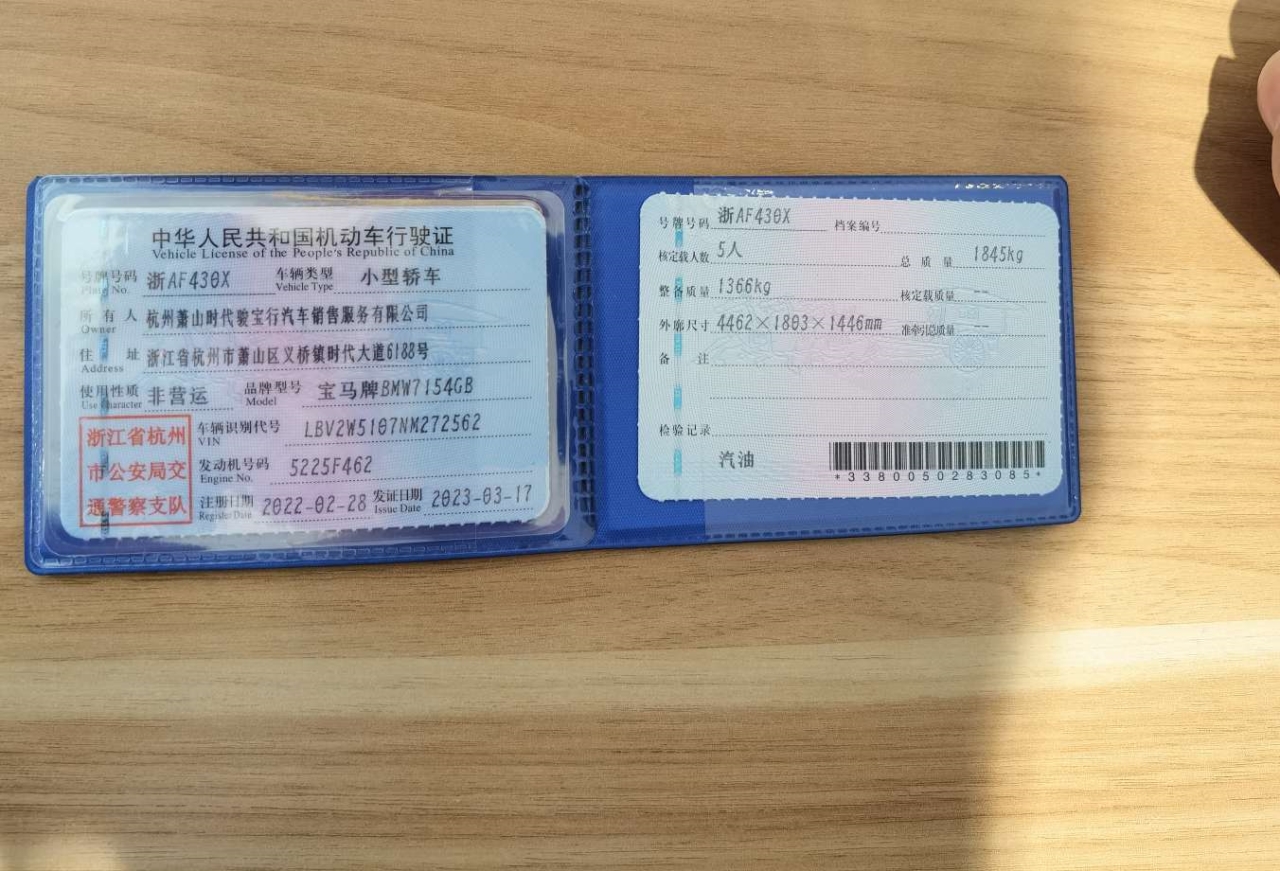 中华人民共和国机动车行驶证
Vehicle License of the People's Republic of China
号牌号码 浙AF430X 车辆类型 小型轿车
Plate No. Vehicle Type
所有人 杭州萧山时代骏宝行汽车销售服务有限公司
Owner
住址 浙江省杭州市萧山区义桥镇时代大道6188号
Address
使用性质 非营运 品牌型号 宝马牌BMW7154GB
Use Character Model
浙江省杭州
市公安局交
通警察支队
车辆识别代号 LBV2W5107NM272562
VIN
发动机号码 5225F462
Engine No.
注册日期 2022-02-28 发证日期 2023-03-17
Register Date Issue Date
号牌号码 浙AF430X 档案编号
核定载人数 5人 总质量 1845kg
整备质量 1366kg 核定载质量 --
外廓尺寸 4462×1803×1446mm 准牵引总质量 --
备注
检验记录
汽油
*3380050283085*